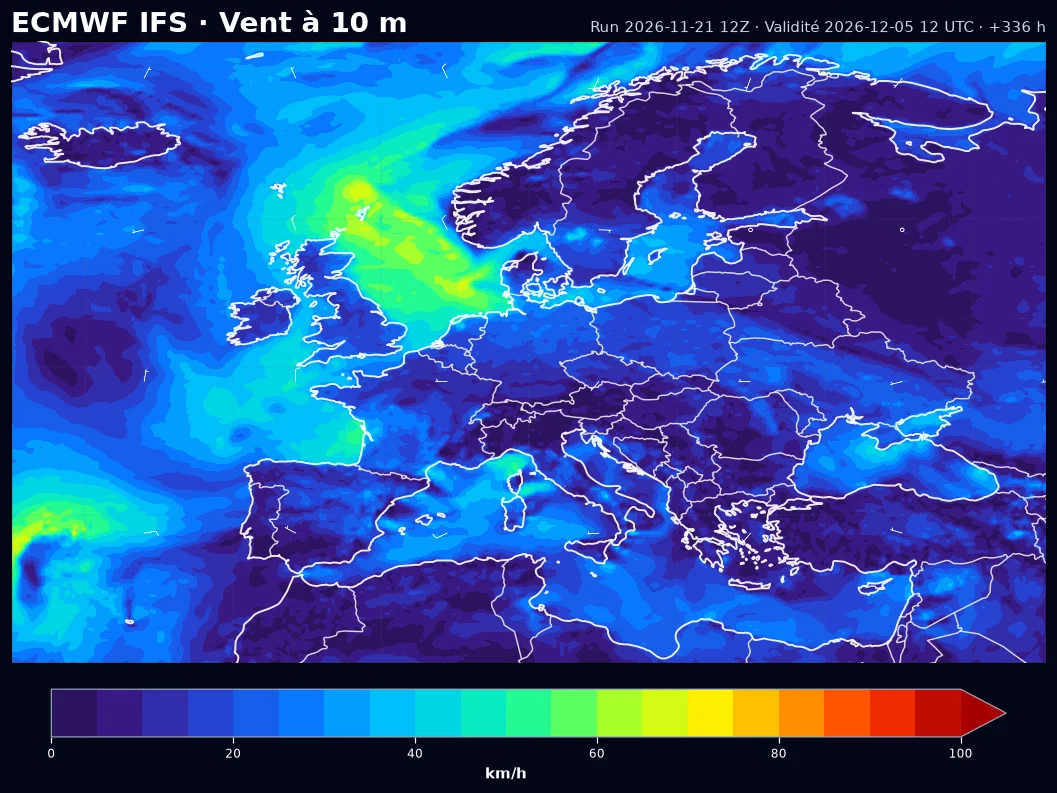 ECMWF IFS · Vent à 10 m
Run 2026-11-21 12Z · Validité 2026-12-05 12 UTC · +336 h
0 20 40 60 80 100
km/h